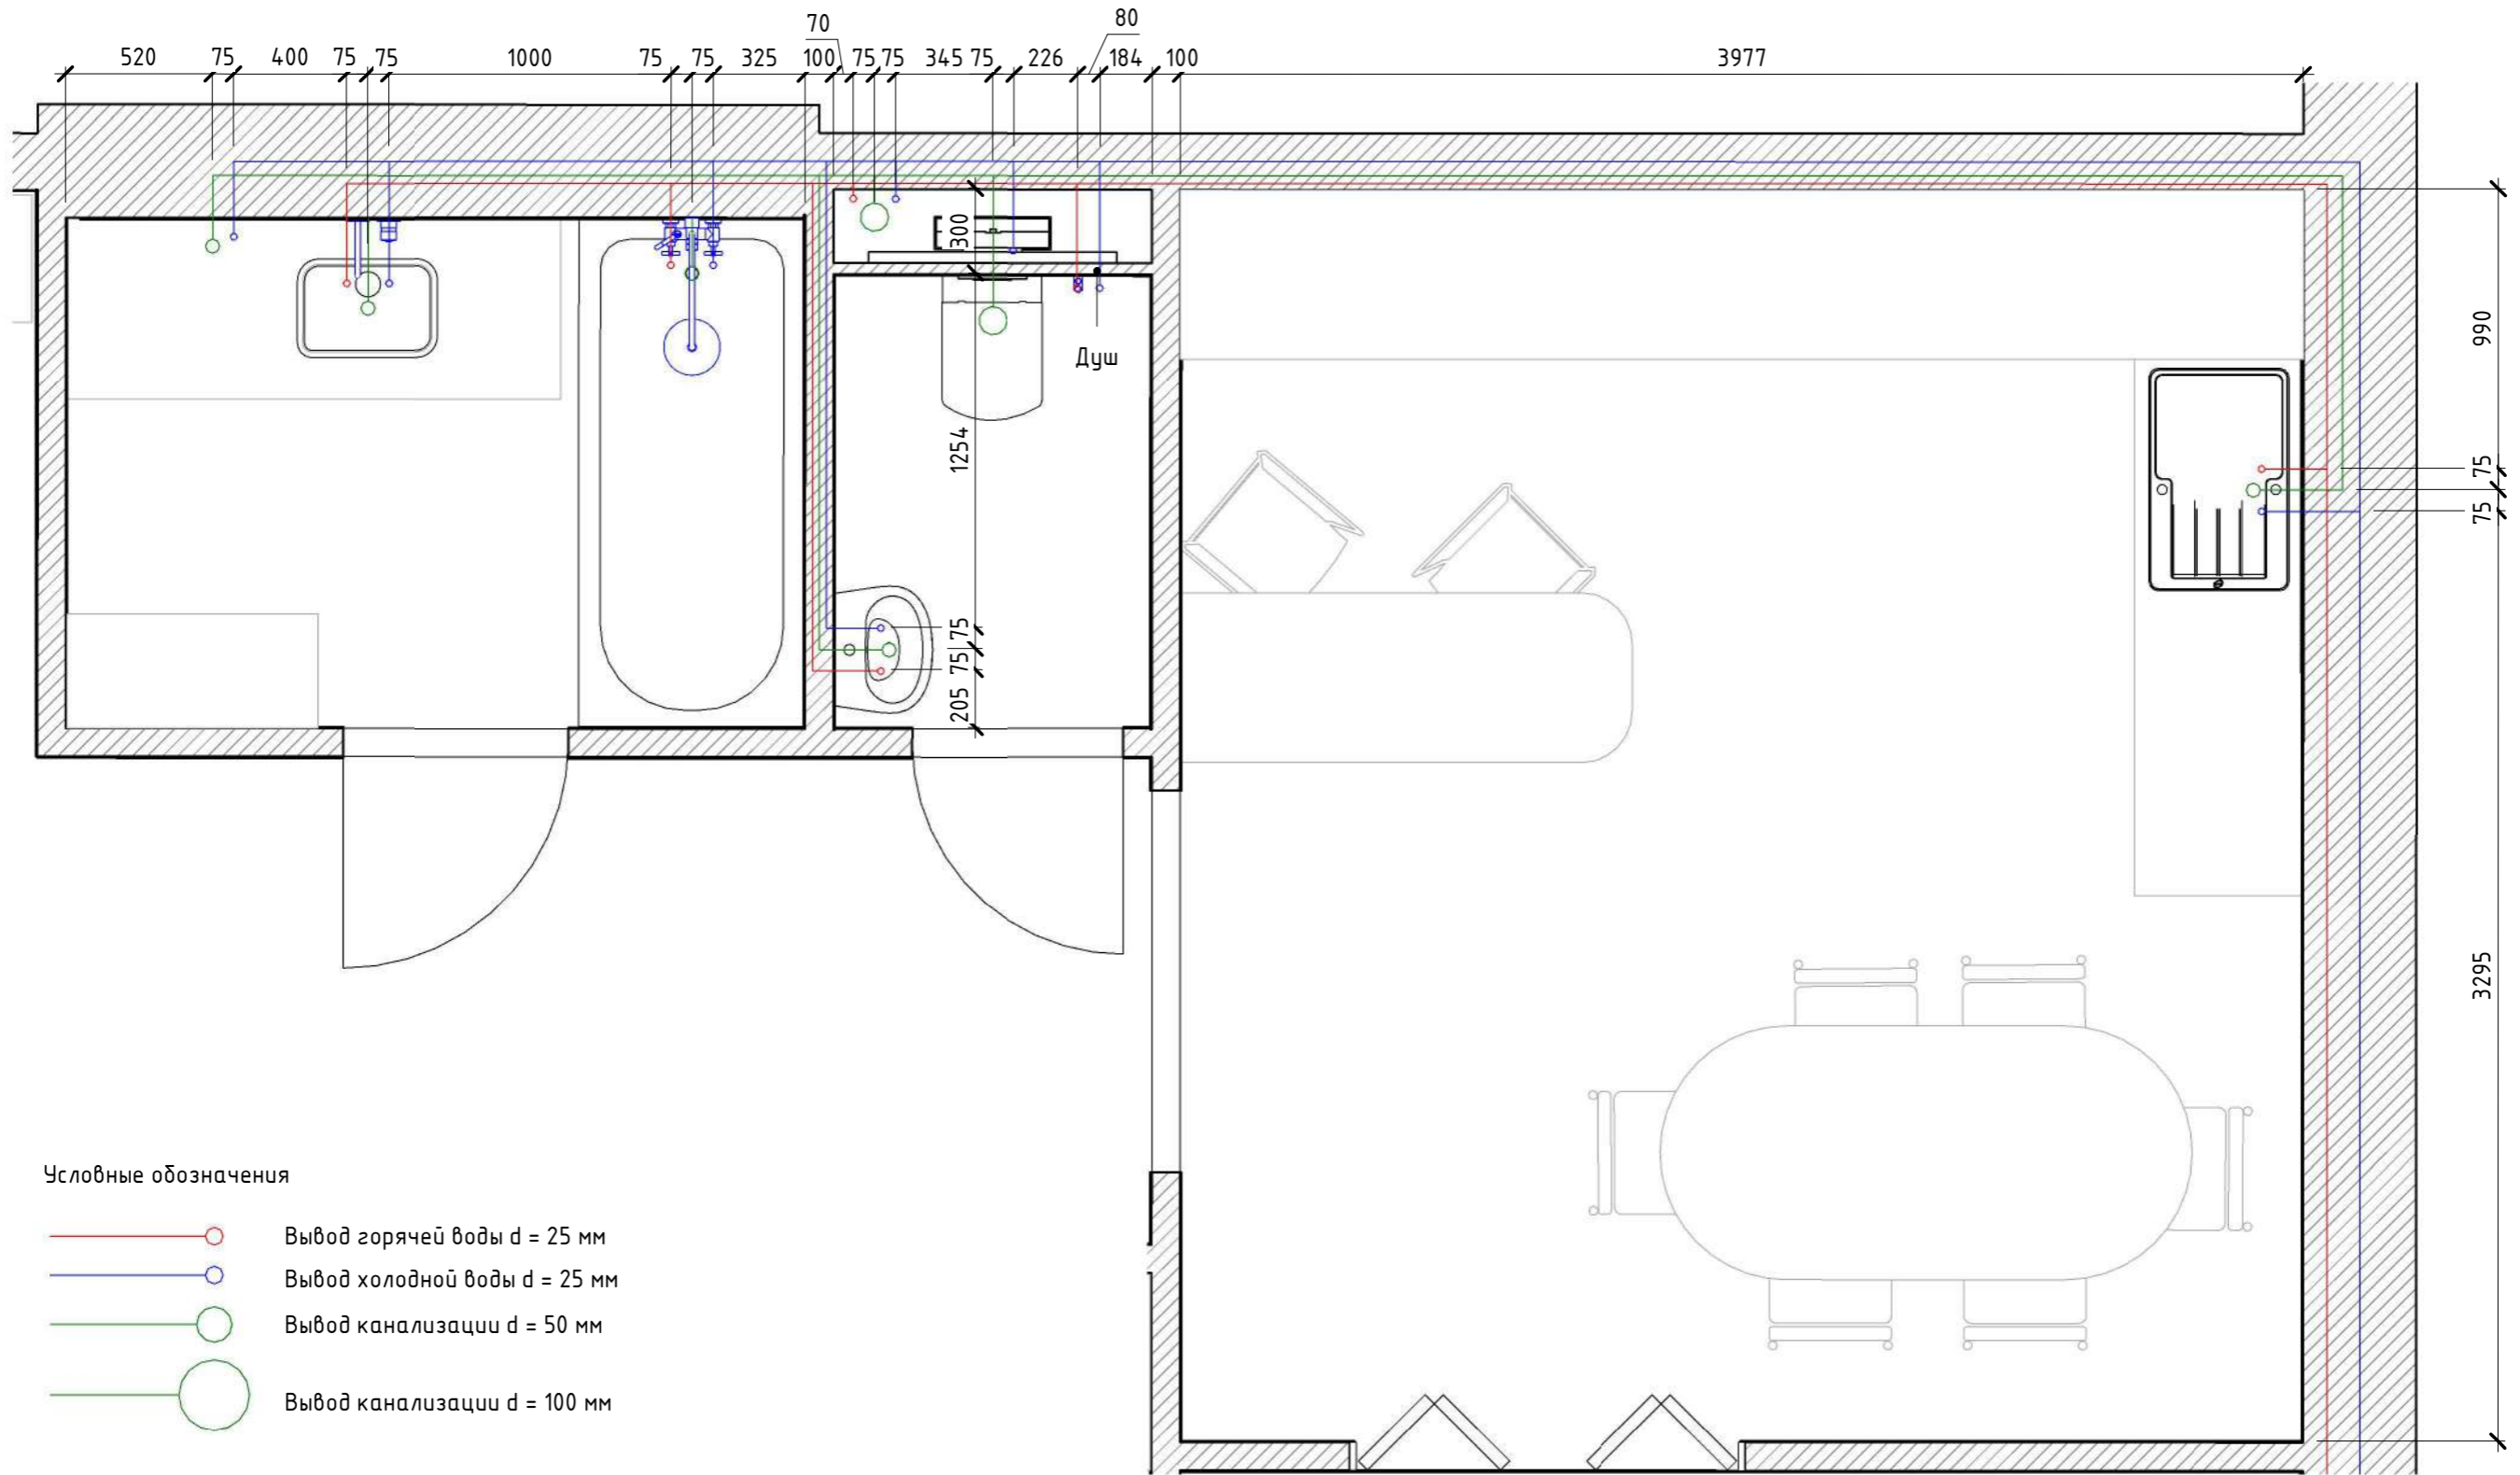 70 80
520 75 400 75 75 1000 75 75 325 100 75 75 345 75 226 184 100 3977
300
990
Душ
1254
75
75
75
75
205
3295
Условные обозначения
Вывод горячей воды d = 25 мм
Вывод холодной воды d = 25 мм
Вывод канализации d = 50 мм
Вывод канализации d = 100 мм